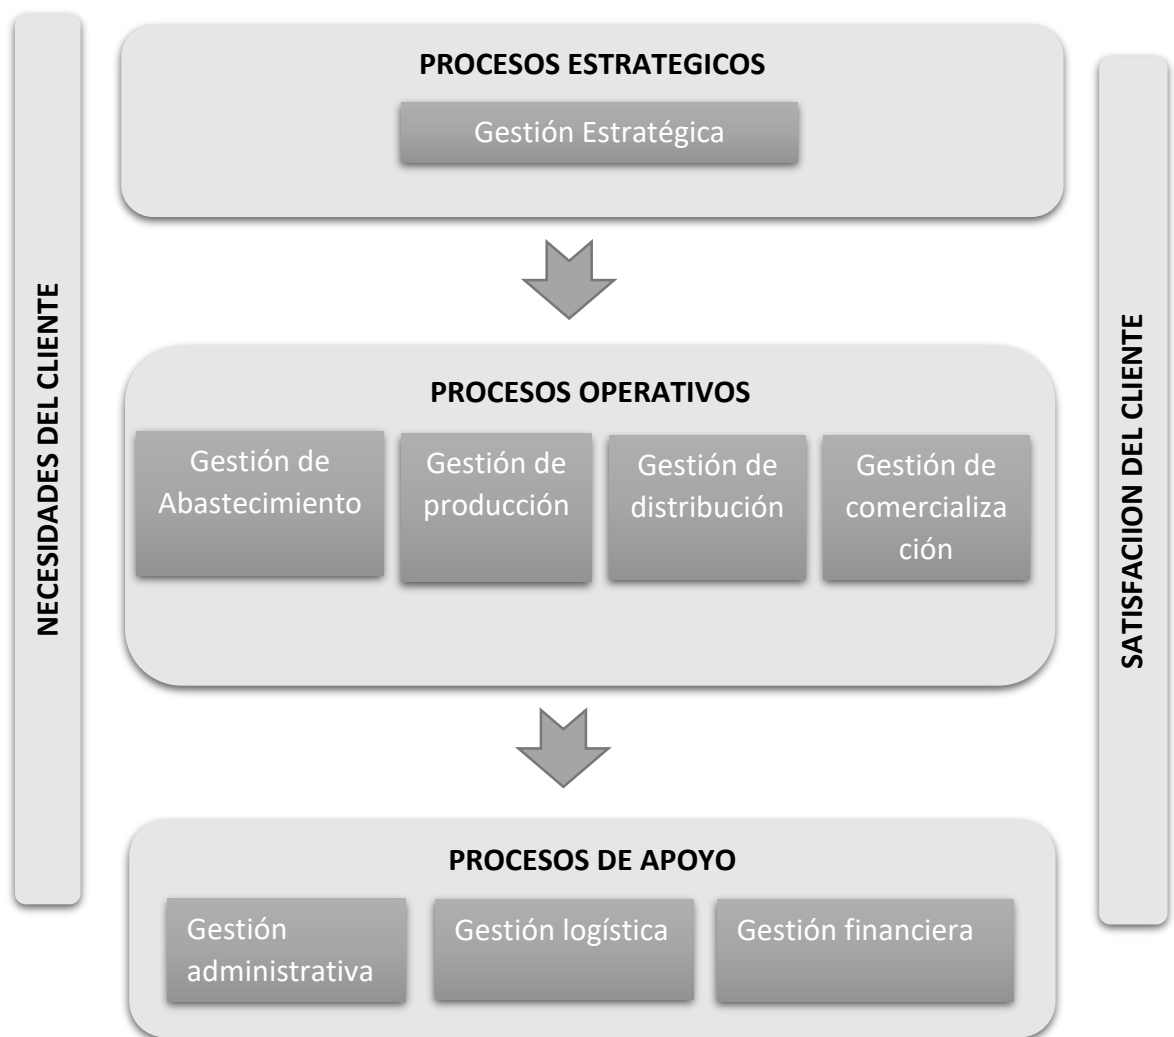 NECESIDADES DEL CLIENTE
PROCESOS ESTRATEGICOS
Gestión Estratégica
PROCESOS OPERATIVOS
Gestión de
Abastecimiento
Gestión de
producción
Gestión de
distribución
Gestión de
comercializa
ción
PROCESOS DE APOYO
Gestión
administrativa
Gestión logística
Gestión financiera
SATISFACIION DEL CLIENTE